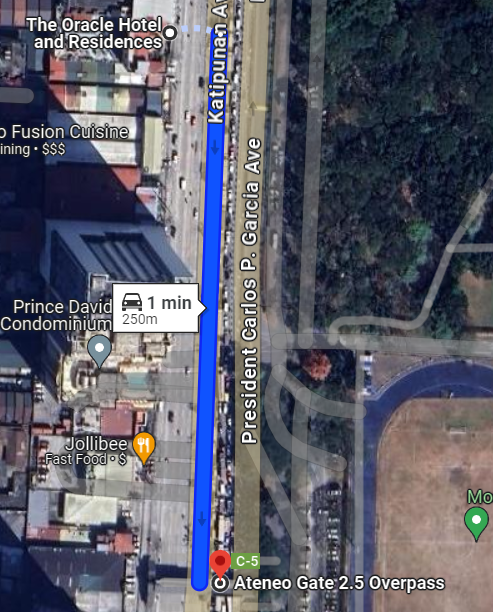 The Oracle Hotel
and Residences
Katipunan Av
o Fusion Cuisine
ining • $$$
President Carlos P. Garcia Ave
1 min
250m
Prince David
Condominium
Jollibee
Fast Food • $
Mo
C-5
Ateneo Gate 2.5 Overpass